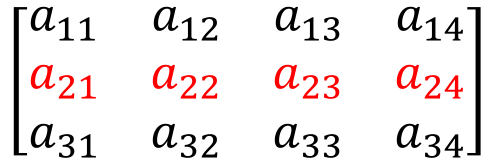 a₁₁ a₁₂ a₁₃ a₁₄
a₂₁ a₂₂ a₂₃ a₂₄
a₃₁ a₃₂ a₃₃ a₃₄